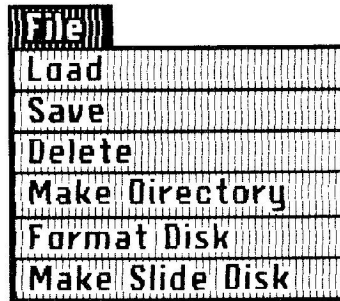 File
Load
Save
Delete
Make Directory
Format Disk
Make Slide Disk